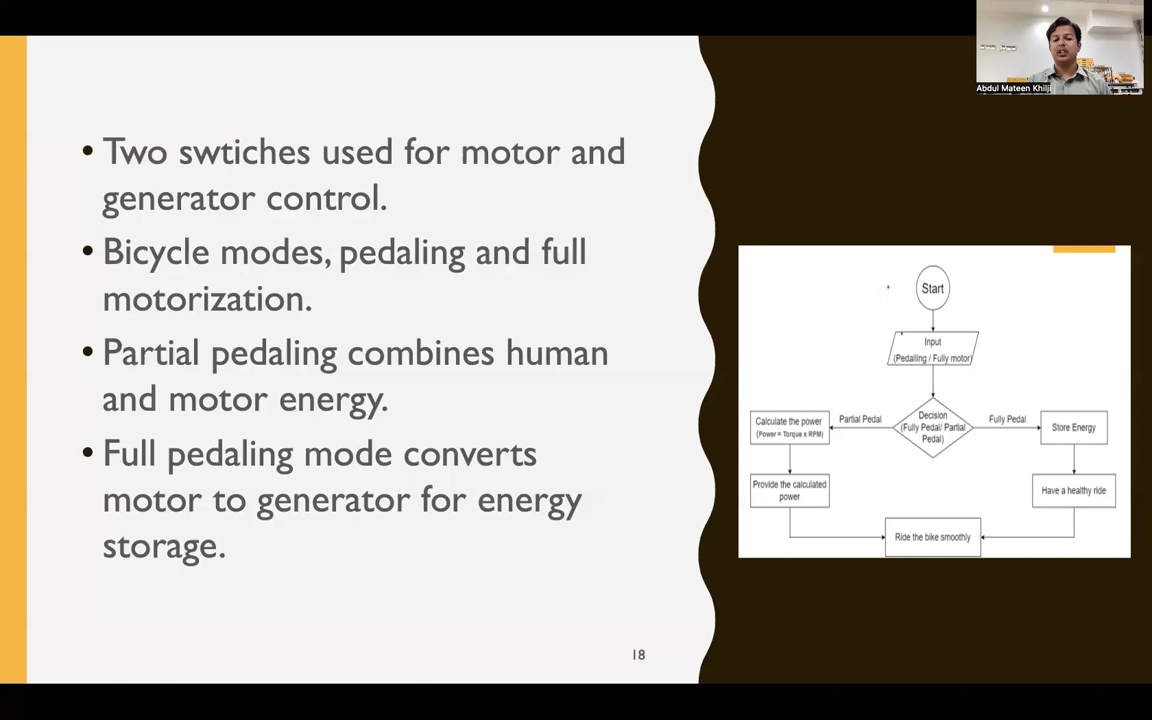 Abdul Mateen Khilji
• Two swtiches used for motor and
generator control.
• Bicycle modes, pedaling and full
motorization.
• Partial pedaling combines human
and motor energy.
• Full pedaling mode converts
motor to generator for energy
storage.
18
Start
Input
(Pedalling / Fully motor)
Decision
(Fully Pedal/ Partial
Pedal)
Partial Pedal
Fully Pedal
Calculate the power
(Power = Torque x RPM)
Store Energy
Provide the calculated
power
Have a healthy ride
Ride the bike smoothly